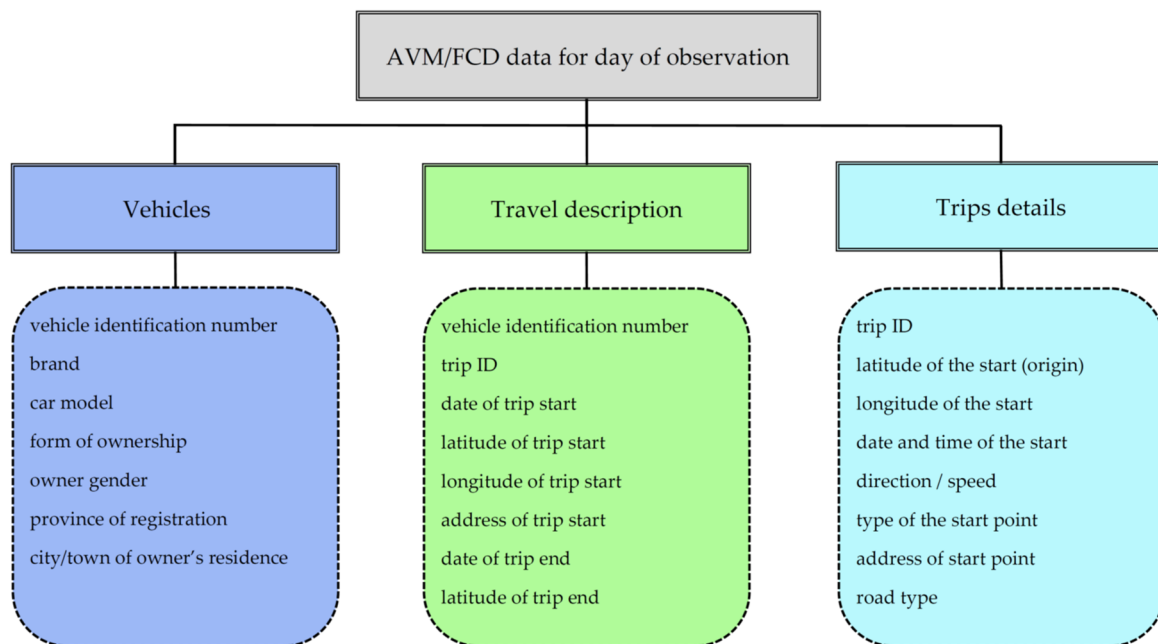 AVM/FCD data for day of observation
Vehicles
vehicle identification number
brand
car model
form of ownership
owner gender
province of registration
city/town of owner’s residence
Travel description
vehicle identification number
trip ID
date of trip start
latitude of trip start
longitude of trip start
address of trip start
date of trip end
latitude of trip end
Trips details
trip ID
latitude of the start (origin)
longitude of the start
date and time of the start
direction / speed
type of the start point
address of start point
road type